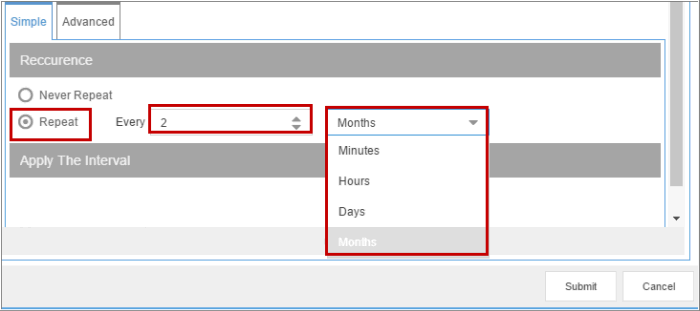 Simple Advanced
Reccurence
Never Repeat
Repeat Every 2 Months
Minutes
Apply The Interval
Hours
Days
Months
Submit Cancel